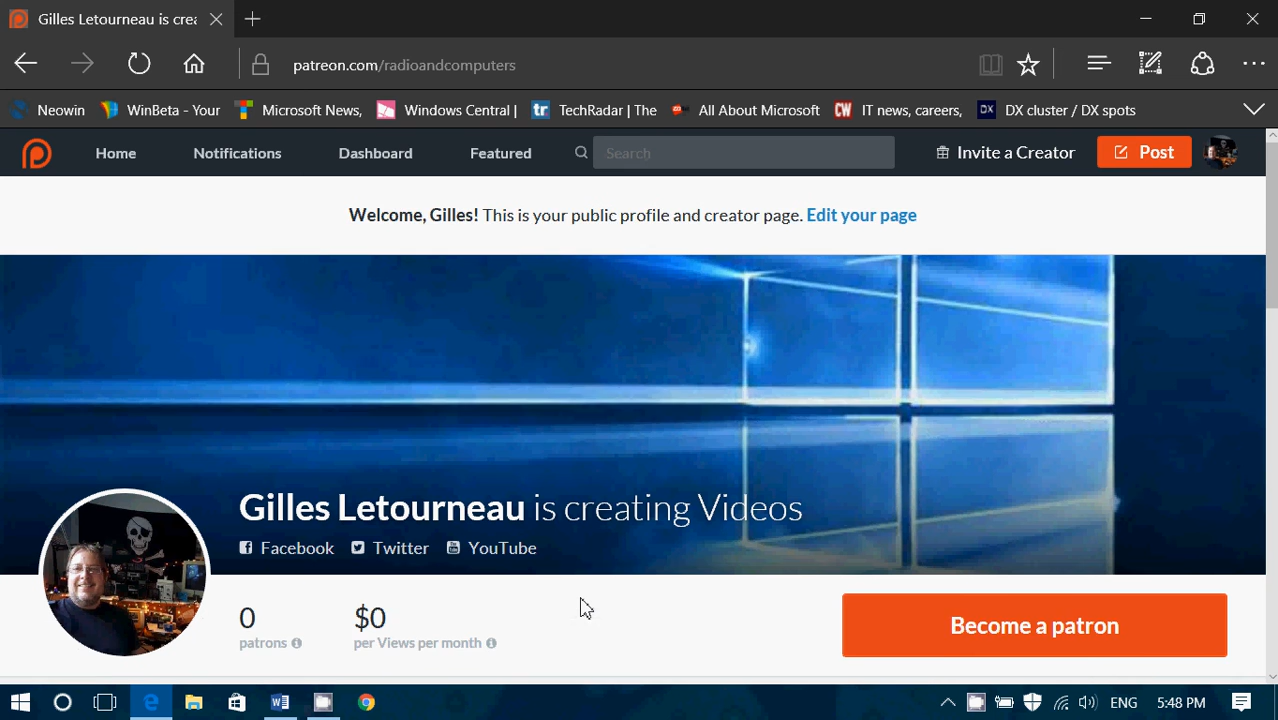 Gilles Letourneau is crea
patreon.com/radioandcomputers
Neowin WinBeta - Your Microsoft News, Windows Central | tr TechRadar | The All About Microsoft CW IT news, careers, DX DX cluster / DX spots
Home Notifications Dashboard Featured Search Invite a Creator Post
Welcome, Gilles! This is your public profile and creator page. Edit your page
Gilles Letourneau is creating Videos
Facebook Twitter YouTube
0 $0
patrons per Views per month
Become a patron
ENG 5:48 PM